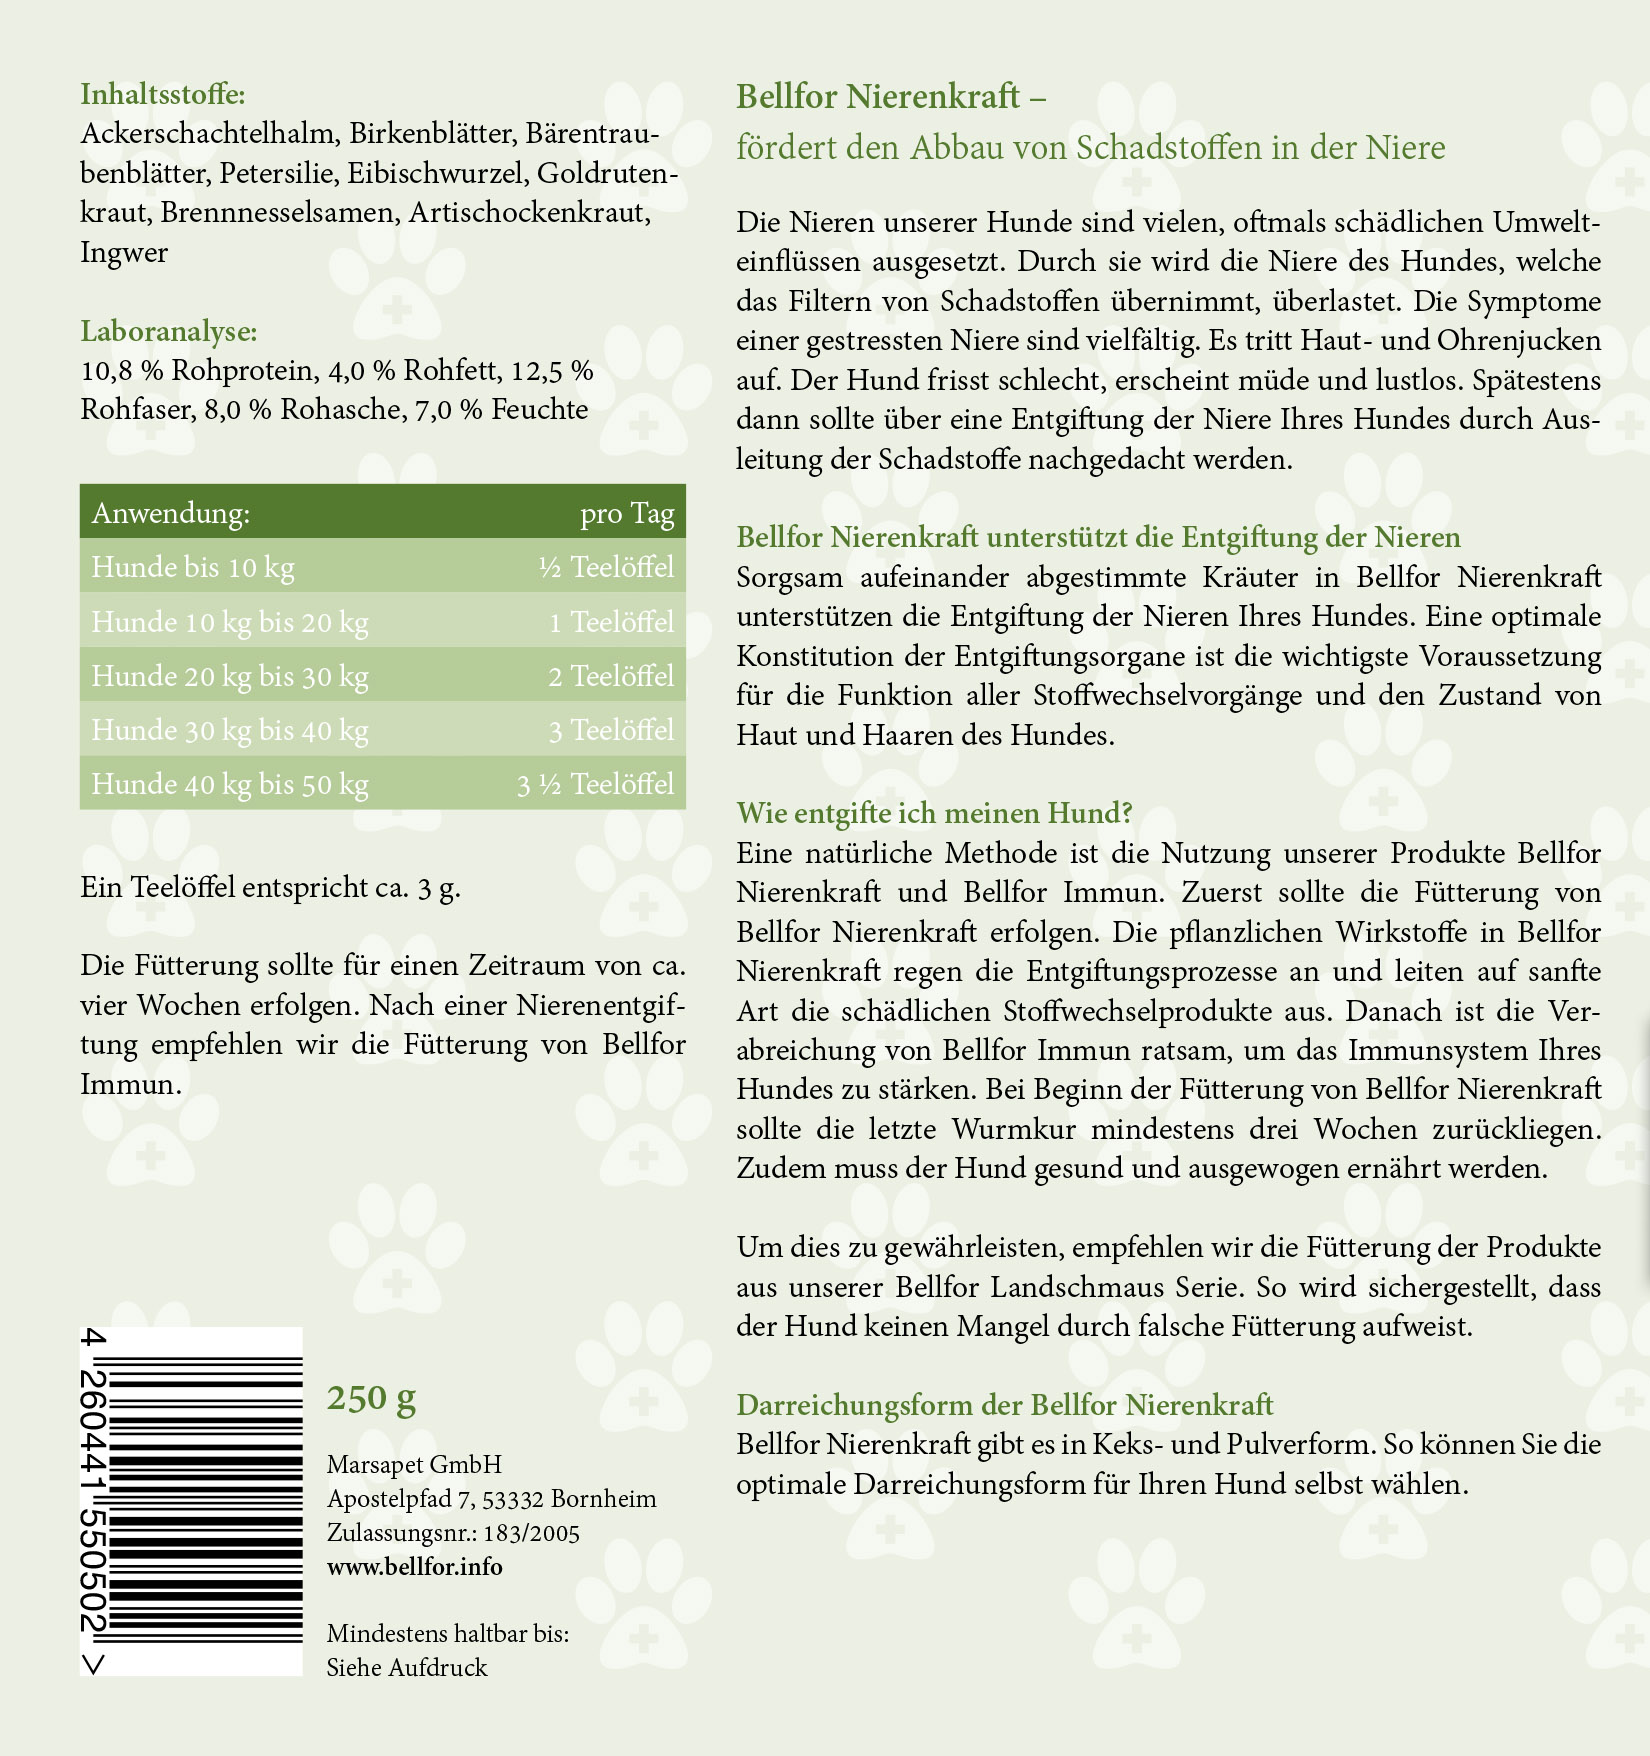 Inhaltsstoffe:
Ackerschachtelhalm, Birkenblätter, Bärentrau-
benblätter, Petersilie, Eibischwurzel, Goldruten-
kraut, Brennnesselsamen, Artischockenkraut,
Ingwer
Laboranalyse:
10,8 % Rohprotein, 4,0 % Rohfett, 12,5 %
Rohfaser, 8,0 % Rohasche, 7,0 % Feuchte
Anwendung: pro Tag
Hunde bis 10 kg ½ Teelöffel
Hunde 10 kg bis 20 kg 1 Teelöffel
Hunde 20 kg bis 30 kg 2 Teelöffel
Hunde 30 kg bis 40 kg 3 Teelöffel
Hunde 40 kg bis 50 kg 3 ½ Teelöffel
Ein Teelöffel entspricht ca. 3 g.
Die Fütterung sollte für einen Zeitraum von ca.
vier Wochen erfolgen. Nach einer Nierenentgif-
tung empfehlen wir die Fütterung von Bellfor
Immun.
4 260441 550502 >
250 g
Marsapet GmbH
Apostelpfad 7, 53332 Bornheim
Zulassungsnr.: 183/2005
www.bellfor.info
Mindestens haltbar bis:
Siehe Aufdruck
Bellfor Nierenkraft –
fördert den Abbau von Schadstoffen in der Niere
Die Nieren unserer Hunde sind vielen, oftmals schädlichen Umwelt-
einflüssen ausgesetzt. Durch sie wird die Niere des Hundes, welche
das Filtern von Schadstoffen übernimmt, überlastet. Die Symptome
einer gestressten Niere sind vielfältig. Es tritt Haut- und Ohrenjucken
auf. Der Hund frisst schlecht, erscheint müde und lustlos. Spätestens
dann sollte über eine Entgiftung der Niere Ihres Hundes durch Aus-
leitung der Schadstoffe nachgedacht werden.
Bellfor Nierenkraft unterstützt die Entgiftung der Nieren
Sorgsam aufeinander abgestimmte Kräuter in Bellfor Nierenkraft
unterstützen die Entgiftung der Nieren Ihres Hundes. Eine optimale
Konstitution der Entgiftungsorgane ist die wichtigste Voraussetzung
für die Funktion aller Stoffwechselvorgänge und den Zustand von
Haut und Haaren des Hundes.
Wie entgifte ich meinen Hund?
Eine natürliche Methode ist die Nutzung unserer Produkte Bellfor
Nierenkraft und Bellfor Immun. Zuerst sollte die Fütterung von
Bellfor Nierenkraft erfolgen. Die pflanzlichen Wirkstoffe in Bellfor
Nierenkraft regen die Entgiftungsprozesse an und leiten auf sanfte
Art die schädlichen Stoffwechselprodukte aus. Danach ist die Ver-
abreichung von Bellfor Immun ratsam, um das Immunsystem Ihres
Hundes zu stärken. Bei Beginn der Fütterung von Bellfor Nierenkraft
sollte die letzte Wurmkur mindestens drei Wochen zurückliegen.
Zudem muss der Hund gesund und ausgewogen ernährt werden.
Um dies zu gewährleisten, empfehlen wir die Fütterung der Produkte
aus unserer Bellfor Landschmaus Serie. So wird sichergestellt, dass
der Hund keinen Mangel durch falsche Fütterung aufweist.
Darreichungsform der Bellfor Nierenkraft
Bellfor Nierenkraft gibt es in Keks- und Pulverform. So können Sie die
optimale Darreichungsform für Ihren Hund selbst wählen.